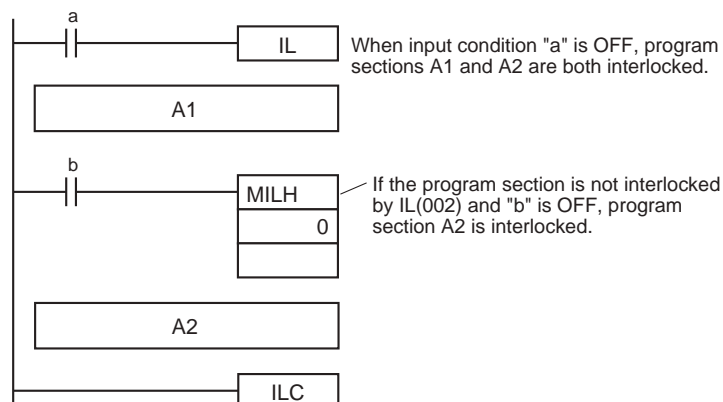 a
IL
When input condition "a" is OFF, program
sections A1 and A2 are both interlocked.
A1
b
MILH
0
If the program section is not interlocked
by IL(002) and "b" is OFF, program
section A2 is interlocked.
A2
ILC